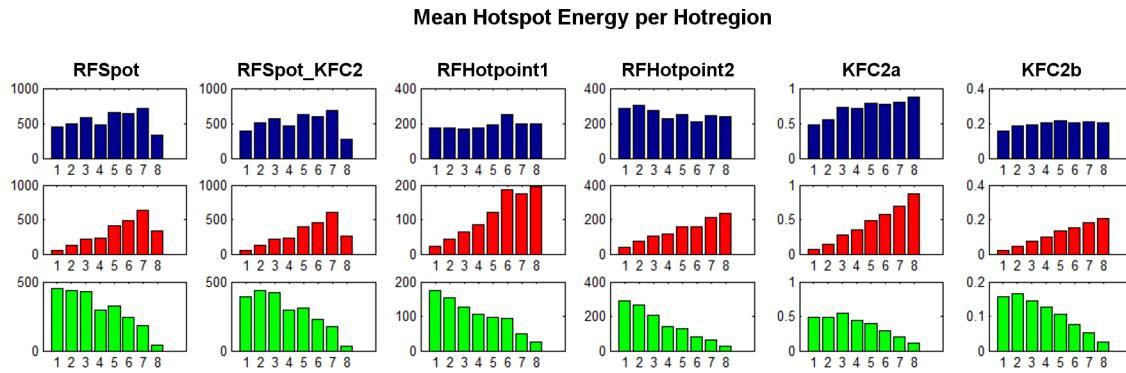 Mean Hotspot Energy per Hotregion
RFSpot RFSpot_KFC2 RFHotpoint1 RFHotpoint2 KFC2a KFC2b
1000 1000 400 400 1 0.4
500 500 200 200 0.5 0.2
0 0 0 0 0 0
1 2 3 4 5 6 7 8 1 2 3 4 5 6 7 8 1 2 3 4 5 6 7 8 1 2 3 4 5 6 7 8 1 2 3 4 5 6 7 8 1 2 3 4 5 6 7 8
1000 1000 200 400 1 0.4
500 500 100 200 0.5 0.2
0 0 0 0 0 0
1 2 3 4 5 6 7 8 1 2 3 4 5 6 7 8 1 2 3 4 5 6 7 8 1 2 3 4 5 6 7 8 1 2 3 4 5 6 7 8 1 2 3 4 5 6 7 8
500 500 200 400 1 0.2
100 200 0.5 0.1
0 0 0 0 0 0
1 2 3 4 5 6 7 8 1 2 3 4 5 6 7 8 1 2 3 4 5 6 7 8 1 2 3 4 5 6 7 8 1 2 3 4 5 6 7 8 1 2 3 4 5 6 7 8